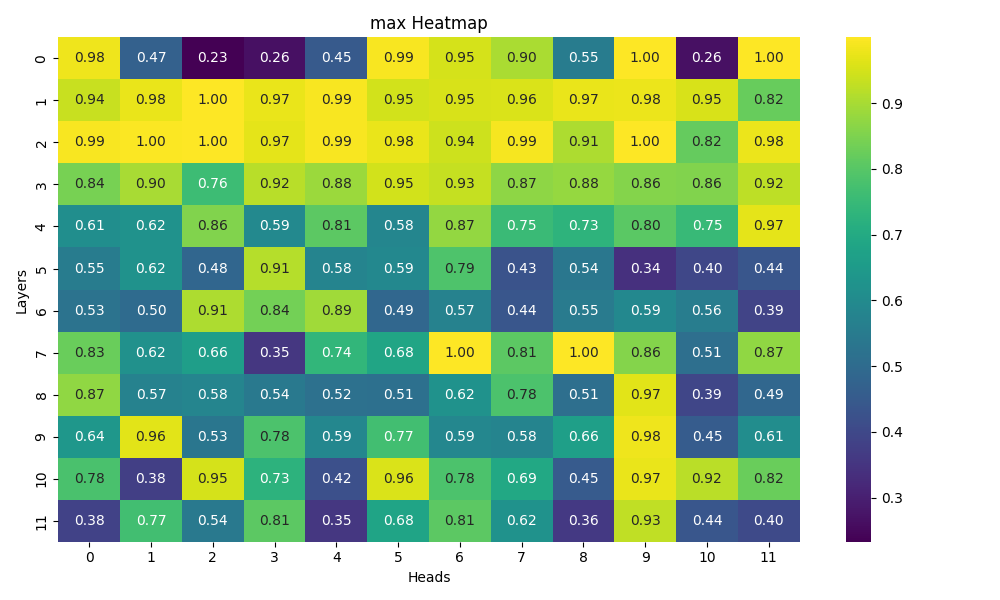 max Heatmap
0 0.98 0.47 0.23 0.26 0.45 0.99 0.95 0.90 0.55 1.00 0.26 1.00
1 0.94 0.98 1.00 0.97 0.99 0.95 0.95 0.96 0.97 0.98 0.95 0.82
2 0.99 1.00 1.00 0.97 0.99 0.98 0.94 0.99 0.91 1.00 0.82 0.98
3 0.84 0.90 0.76 0.92 0.88 0.95 0.93 0.87 0.88 0.86 0.86 0.92
4 0.61 0.62 0.86 0.59 0.81 0.58 0.87 0.75 0.73 0.80 0.75 0.97
5 0.55 0.62 0.48 0.91 0.58 0.59 0.79 0.43 0.54 0.34 0.40 0.44
6 0.53 0.50 0.91 0.84 0.89 0.49 0.57 0.44 0.55 0.59 0.56 0.39
7 0.83 0.62 0.66 0.35 0.74 0.68 1.00 0.81 1.00 0.86 0.51 0.87
8 0.87 0.57 0.58 0.54 0.52 0.51 0.62 0.78 0.51 0.97 0.39 0.49
9 0.64 0.96 0.53 0.78 0.59 0.77 0.59 0.58 0.66 0.98 0.45 0.61
10 0.78 0.38 0.95 0.73 0.42 0.96 0.78 0.69 0.45 0.97 0.92 0.82
11 0.38 0.77 0.54 0.81 0.35 0.68 0.81 0.62 0.36 0.93 0.44 0.40
0 1 2 3 4 5 6 7 8 9 10 11
Heads
Layers
0.9
0.8
0.7
0.6
0.5
0.4
0.3